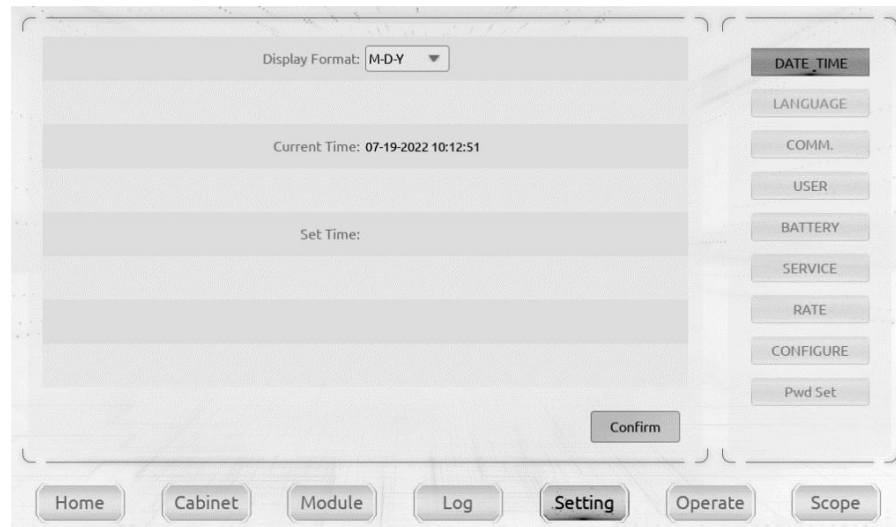 Display Format: M-D-Y
Current Time: 07-19-2022 10:12:51
Set Time:
Confirm
DATE_TIME
LANGUAGE
COMM.
USER
BATTERY
SERVICE
RATE
CONFIGURE
Pwd Set
Home Cabinet Module Log Setting Operate Scope